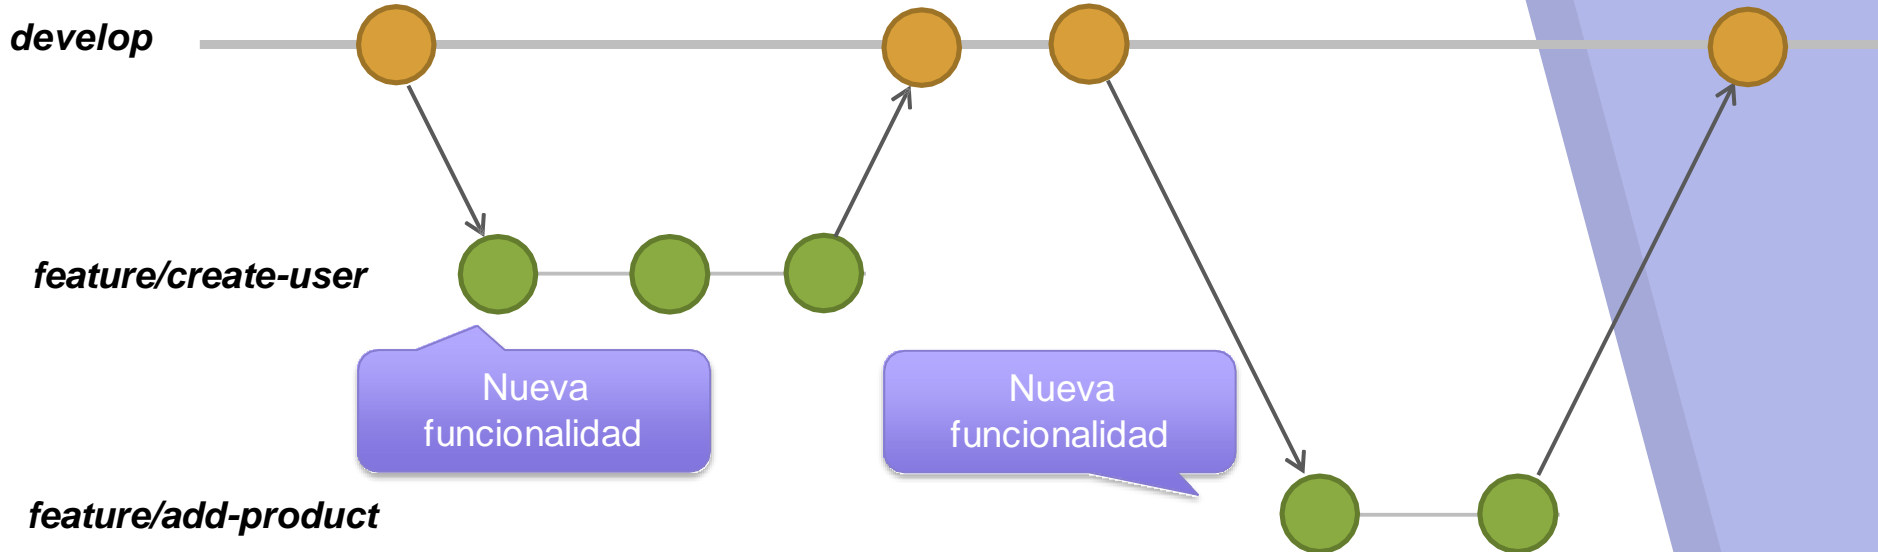 develop
feature/create-user
Nueva
funcionalidad
Nueva
funcionalidad
feature/add-product